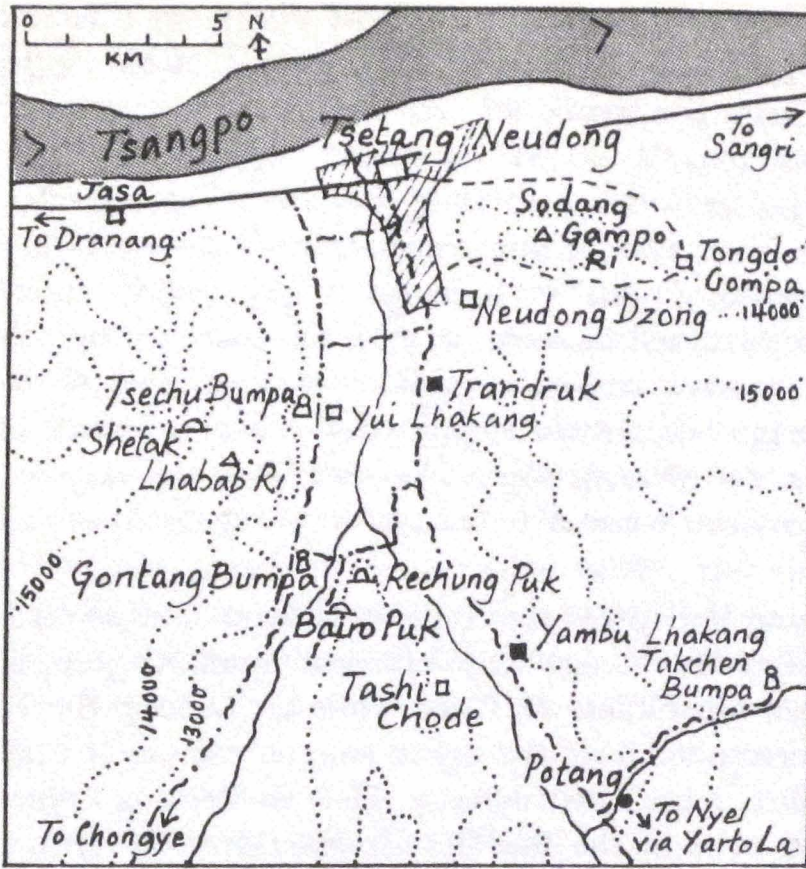 0 5 N
KM
Tsangpo
Tsetang Neudong
To
Sangri
Jasa
To Dranang
Sodang
Gampo
Ri
Tongdo
Gompa
Neudong Dzong
14000
Tsechu Bumpa
Trandruk
15000
Yui Lhakang
Shetak
Lhabab R.
15000
Gontang Bumpa
Rechung Puk
Bairo Puk
Yambu Lhakang
Takchen
Bumpa
Tashi
Chode
14000
13000
Potang
To Chongye
To Nyel
via Yarto La